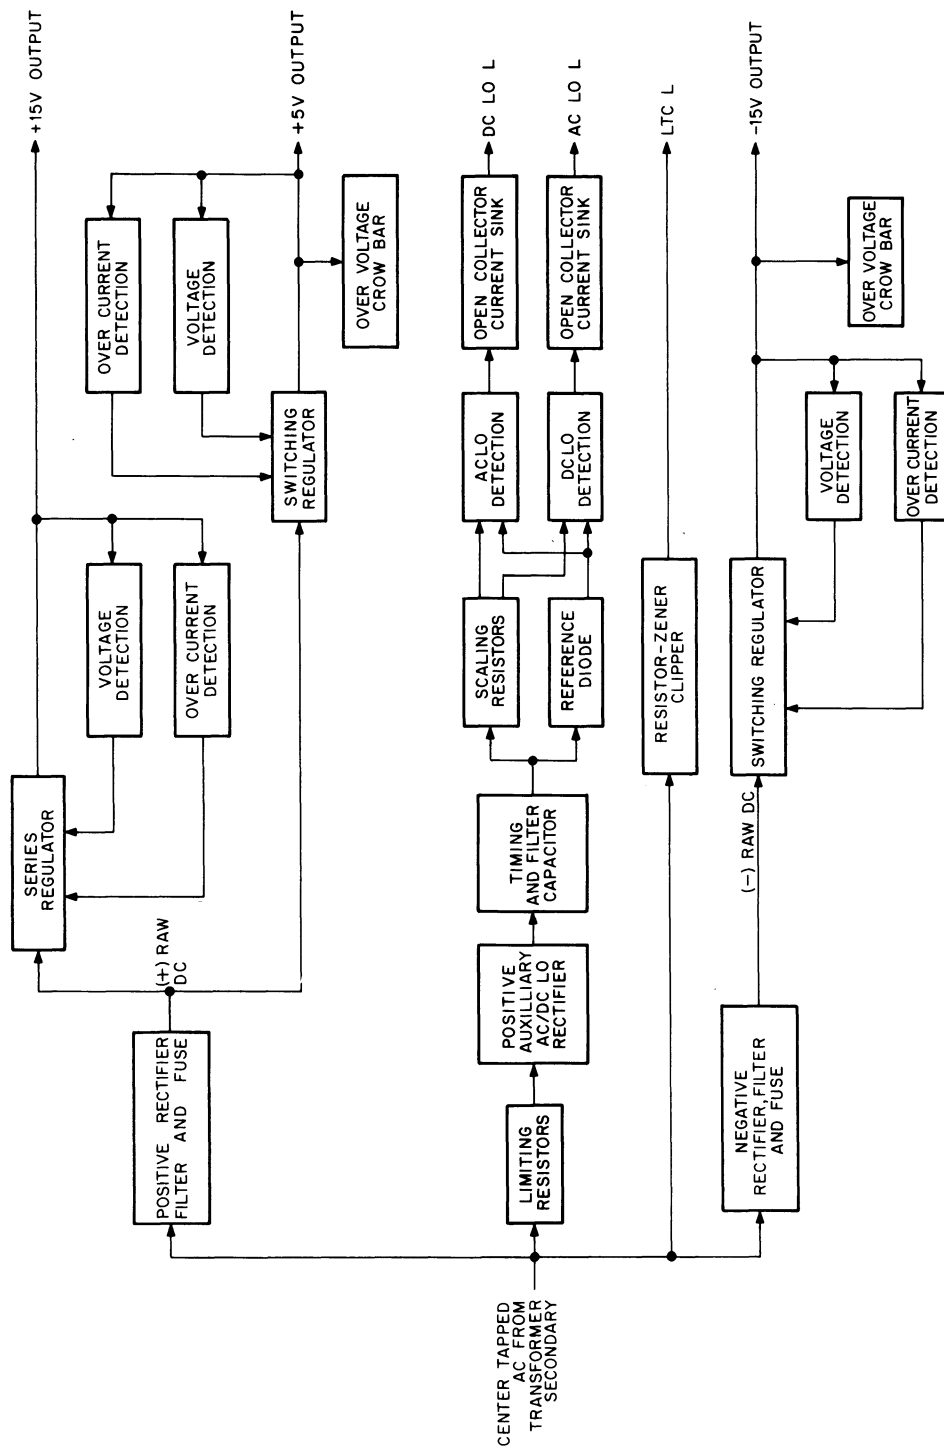 CENTER TAPPED
AC FROM
TRANSFORMER
SECONDARY
POSITIVE RECTIFIER
FILTER AND FUSE
(+) RAW
DC
SERIES
REGULATOR
VOLTAGE
DETECTION
OVER CURRENT
DETECTION
+15V OUTPUT
OVER CURRENT
DETECTION
VOLTAGE
DETECTION
SWITCHING
REGULATOR
+5V OUTPUT
OVER VOLTAGE
CROW BAR
LIMITING
RESISTORS
POSITIVE
AUXILLIARY
AC/DC LO
RECTIFIER
TIMING
AND FILTER
CAPACITOR
SCALING
RESISTORS
REFERENCE
DIODE
ACLO
DETECTION
DCLO
DETECTION
OPEN COLLECTOR
CURRENT SINK
OPEN COLLECTOR
CURRENT SINK
DC LO L
AC LO L
RESISTOR-ZENER
CLIPPER
LTC L
NEGATIVE
RECTIFIER, FILTER
AND FUSE
(-) RAW DC
SWITCHING REGULATOR
VOLTAGE
DETECTION
OVER CURRENT
DETECTION
OVER VOLTAGE
CROW BAR
-15V OUTPUT